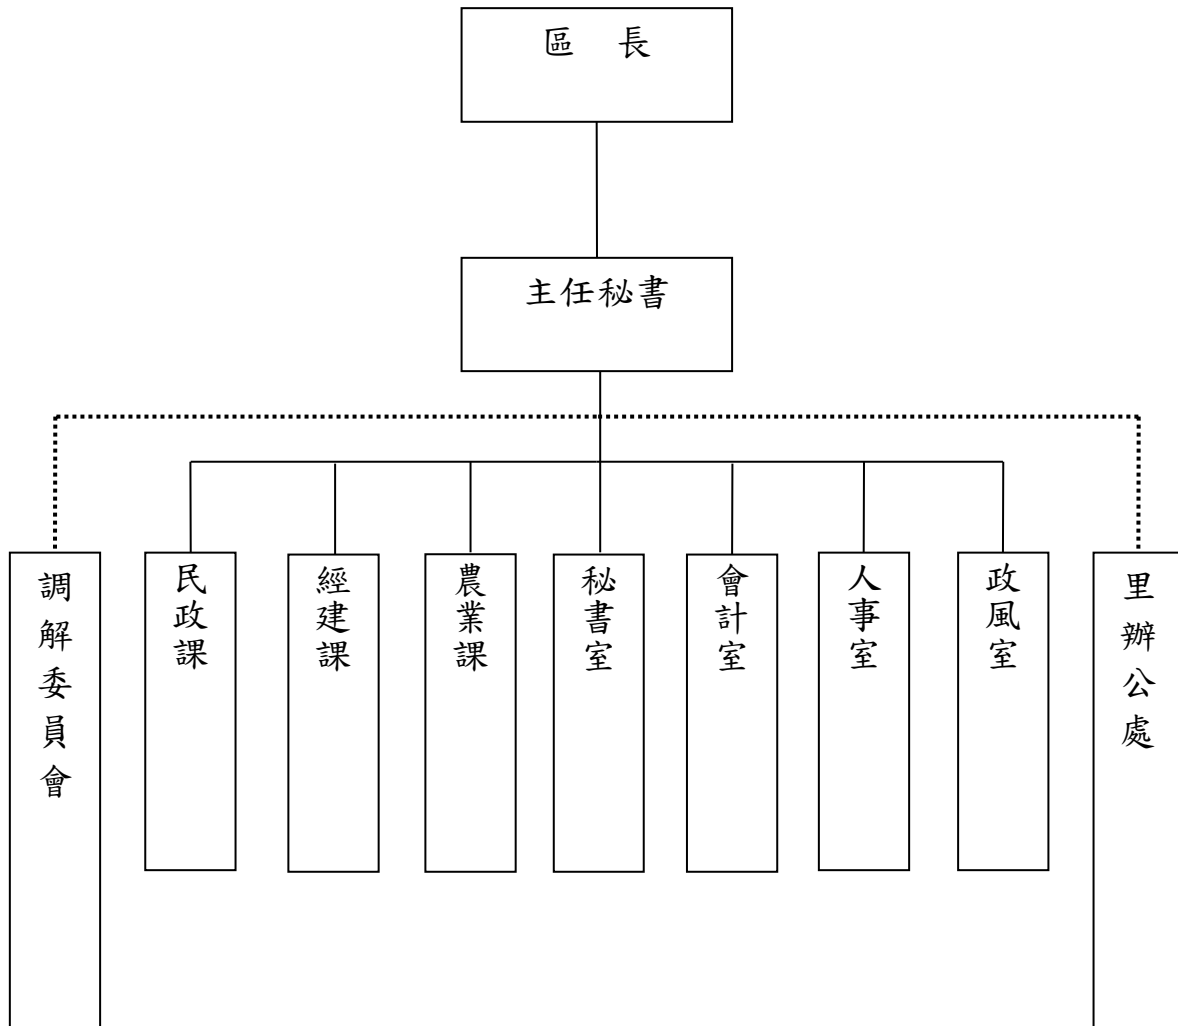 區 長
主任秘書
調解委員會
民政課
經建課
農業課
秘書室
會計室
人事室
政風室
里辦公處